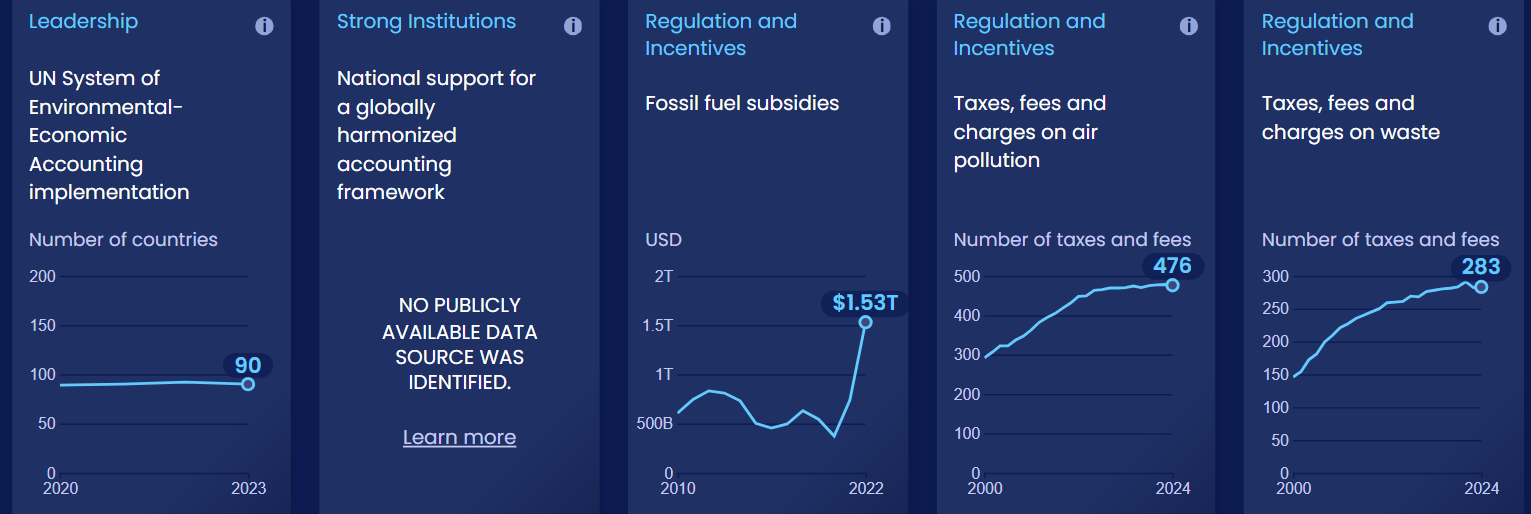 Leadership
UN System of
Environmental-
Economic
Accounting
implementation
Number of countries
200
150
100
50
0
90
2020
2023
Strong Institutions
National support for
a globally
harmonized
accounting
framework
NO PUBLICLY
AVAILABLE DATA
SOURCE WAS
IDENTIFIED.
Learn more
Regulation and
Incentives
Fossil fuel subsidies
USD
2T
1.5T
1T
500B
0
$1.53T
2010
2022
Regulation and
Incentives
Taxes, fees and
charges on air
pollution
Number of taxes and fees
500
400
300
200
100
0
476
2000
2024
Regulation and
Incentives
Taxes, fees and
charges on waste
Number of taxes and fees
300
250
200
150
100
50
0
283
2000
2024